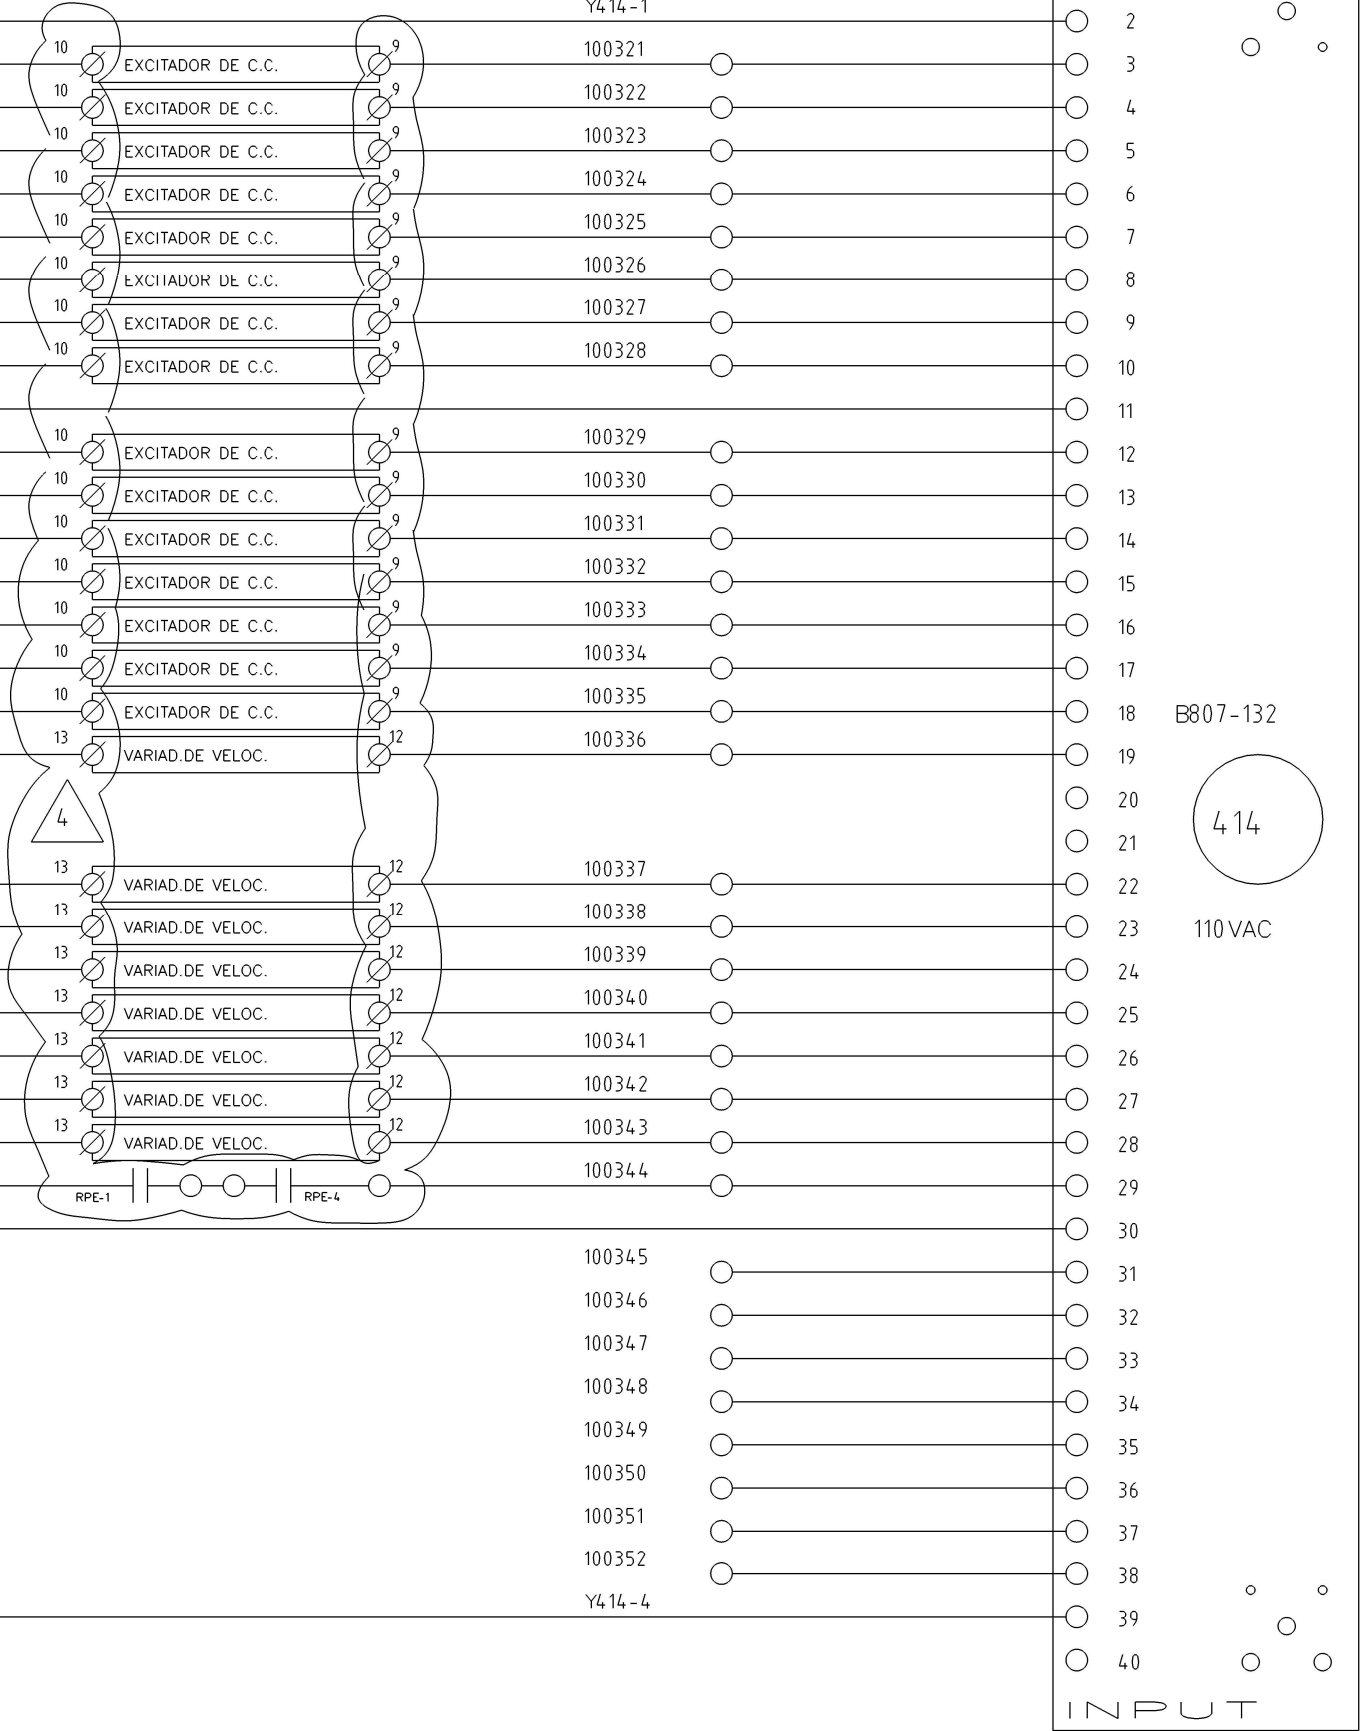 Y414-1
2
10 EXCITADOR DE C.C. 9 100321 3
10 EXCITADOR DE C.C. 9 100322 4
10 EXCITADOR DE C.C. 9 100323 5
10 EXCITADOR DE C.C. 9 100324 6
10 EXCITADOR DE C.C. 9 100325 7
10 EXCITADOR DE C.C. 9 100326 8
10 EXCITADOR DE C.C. 9 100327 9
10 EXCITADOR DE C.C. 9 100328 10
11
10 EXCITADOR DE C.C. 9 100329 12
10 EXCITADOR DE C.C. 9 100330 13
10 EXCITADOR DE C.C. 9 100331 14
10 EXCITADOR DE C.C. 9 100332 15
10 EXCITADOR DE C.C. 9 100333 16
10 EXCITADOR DE C.C. 9 100334 17
10 EXCITADOR DE C.C. 9 100335 18 B807-132
13 VARIAD.DE VELOC. 12 100336 19
20
4 414
21
13 VARIAD.DE VELOC. 12 100337 22
13 VARIAD.DE VELOC. 12 100338 23 110 VAC
13 VARIAD.DE VELOC. 12 100339 24
13 VARIAD.DE VELOC. 12 100340 25
13 VARIAD.DE VELOC. 12 100341 26
13 VARIAD.DE VELOC. 12 100342 27
13 VARIAD.DE VELOC. 12 100343 28
RPE-1 RPE-4 100344 29
30
100345 31
100346 32
100347 33
100348 34
100349 35
100350 36
100351 37
100352 38
Y414-4 39
40
INPUT